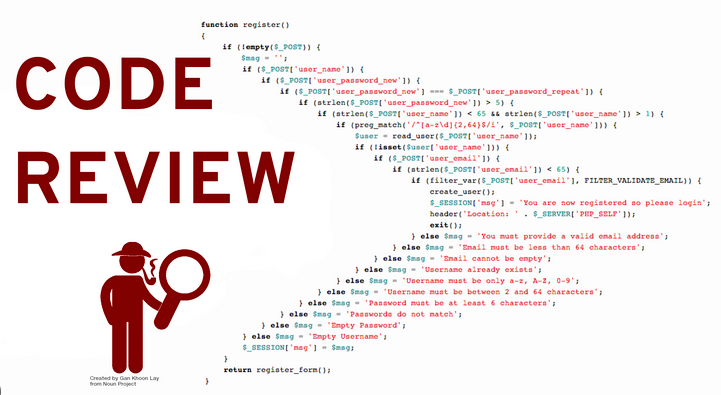 CODE
REVIEW
Created by Gan Khoon Lay
from Noun Project
function register()
{
if (!empty($_POST)) {
$msg = '';
if ($_POST['user_name']) {
if ($_POST['user_password_new']) {
if ($_POST['user_password_new'] === $_POST['user_password_repeat']) {
if (strlen($_POST['user_password_new']) > 5) {
if (strlen($_POST['user_name']) < 65 && strlen($_POST['user_name']) > 1) {
if (preg_match('/^[a-z\d]{2,64}$/i', $_POST['user_name'])) {
$user = read_user($_POST['user_name']);
if (!isset($user['user_name'])) {
if ($_POST['user_email']) {
if (strlen($_POST['user_email']) < 65) {
if (filter_var($_POST['user_email'], FILTER_VALIDATE_EMAIL)) {
create_user();
$_SESSION['msg'] = 'You are now registered so please login';
header('Location: ' . $_SERVER['PHP_SELF']);
exit();
} else $msg = 'You must provide a valid email address';
} else $msg = 'Email must be less than 64 characters';
} else $msg = 'Email cannot be empty';
} else $msg = 'Username already exists';
} else $msg = 'Username must be only a-z, A-Z, 0-9';
} else $msg = 'Username must be between 2 and 64 characters';
} else $msg = 'Password must be at least 6 characters';
} else $msg = 'Passwords do not match';
} else $msg = 'Empty Password';
} else $msg = 'Empty Username';
$_SESSION['msg'] = $msg;
}
return register_form();
}